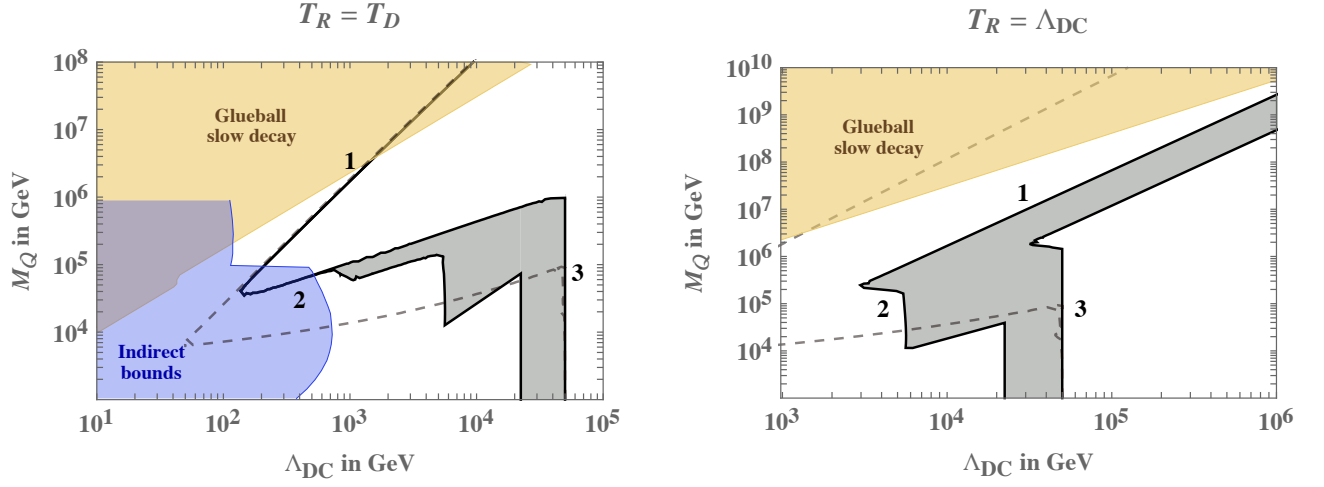 T_R = T_D
10^8
10^7
10^6
10^5
10^4
M_Q in GeV
Glueball
slow decay
1
2
3
Indirect
bounds
10^1
10^2
10^3
10^4
10^5
Λ_DC in GeV
T_R = Λ_DC
10^10
10^9
10^8
10^7
10^6
10^5
10^4
M_Q in GeV
Glueball
slow decay
1
2
3
10^3
10^4
10^5
10^6
Λ_DC in GeV